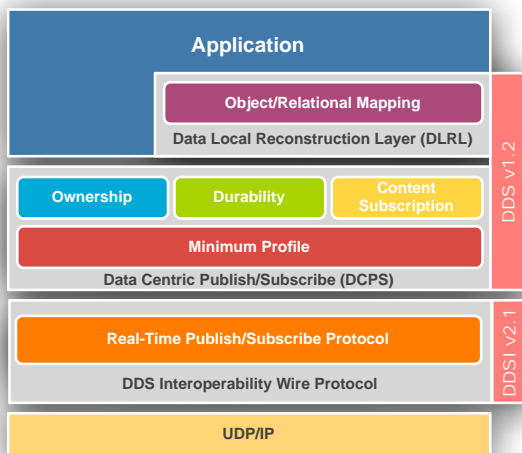 Application
Object/Relational Mapping
Data Local Reconstruction Layer (DLRL)
DDS v1.2
Ownership
Durability
Content
Subscription
Minimum Profile
Data Centric Publish/Subscribe (DCPS)
Real-Time Publish/Subscribe Protocol
DDS Interoperability Wire Protocol
DDSI v2.1
UDP/IP